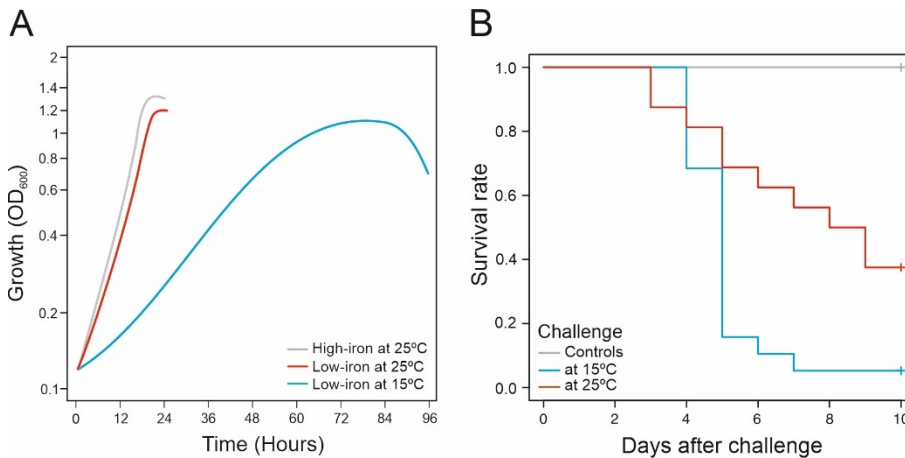 A
Growth (OD600)
2
1.4
1.2
1
0.8
0.6
0.4
0.2
0.1
High-iron at 25ºC
Low-iron at 25ºC
Low-iron at 15ºC
0 12 24 36 48 60 72 84 96
Time (Hours)
B
Survival rate
1.0
0.8
0.6
0.4
0.2
0.0
Challenge
Controls
at 15ºC
at 25ºC
0 2 4 6 8 10
Days after challenge